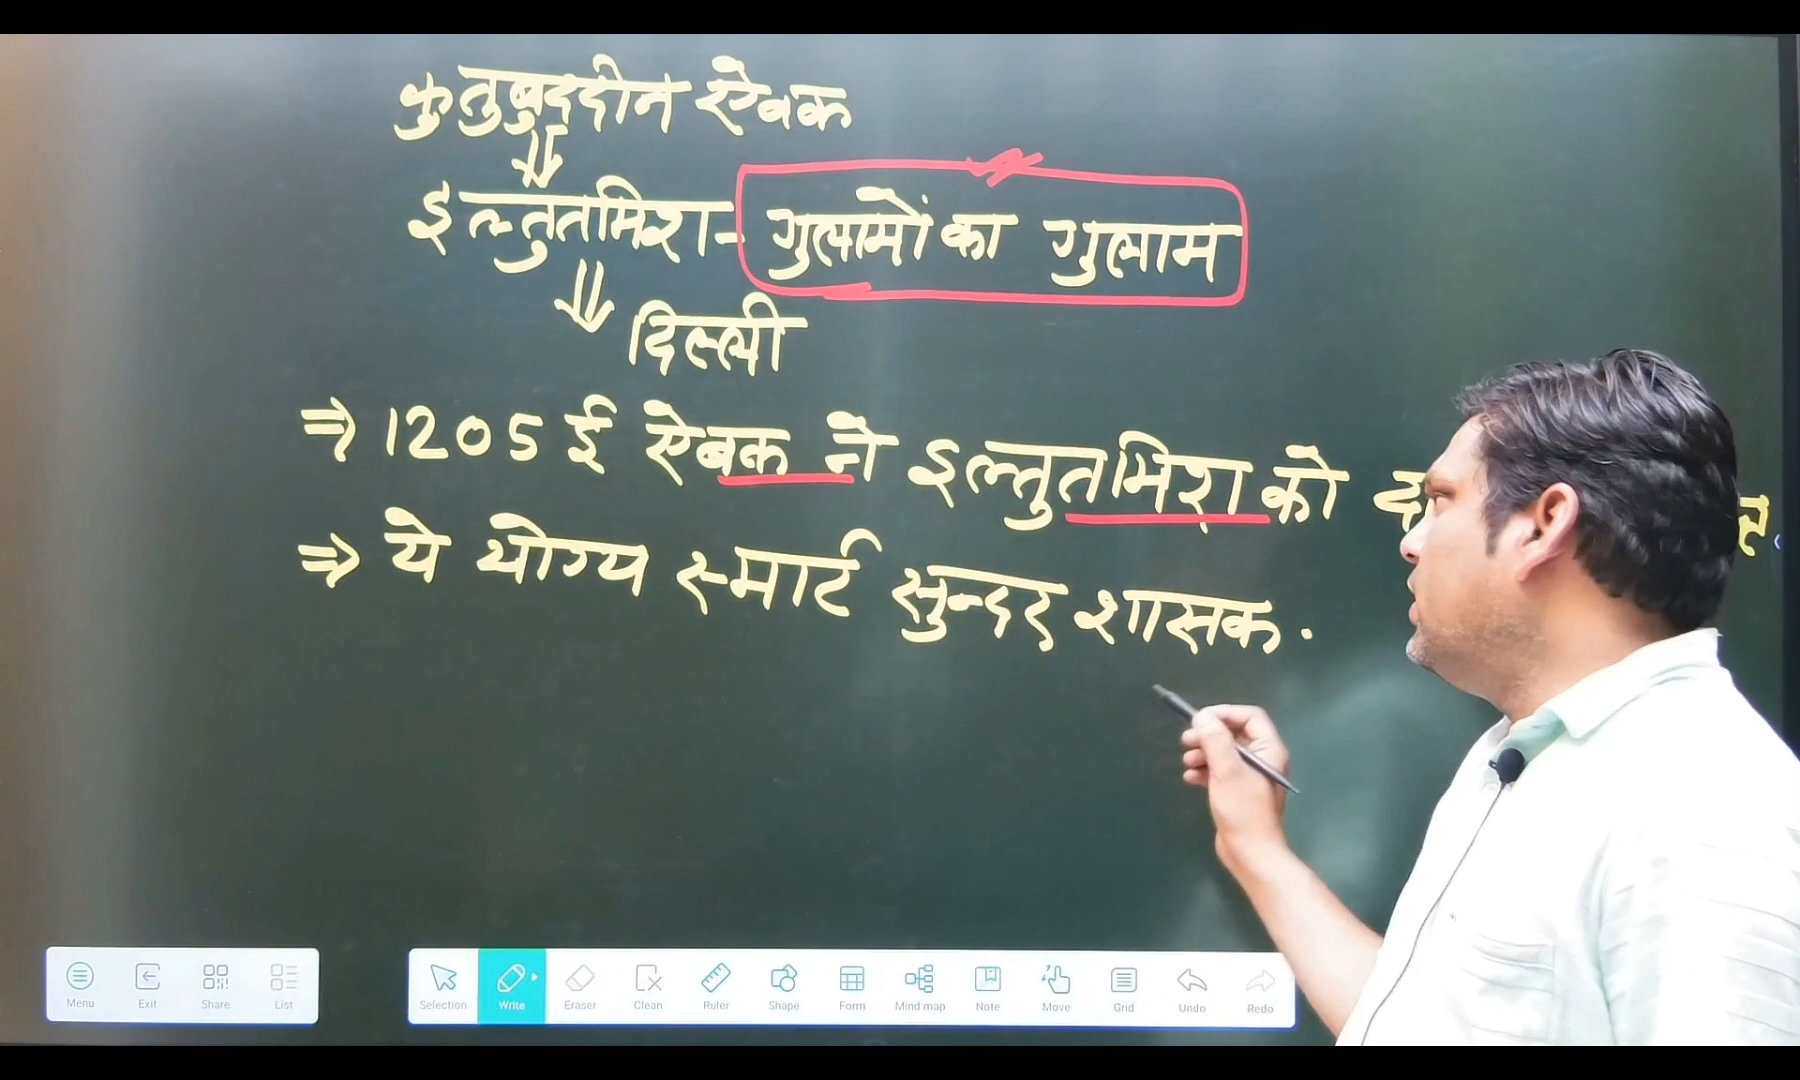 कुतुबुददीन ऐबक
इल्तुतमिश - गुलामों का गुलाम
दिल्ली
⇒ 1205 ई ऐबक ने इल्तुतमिश को
⇒ ये योग्य स्मार्ट सुन्दर शासक.
Menu Exit Share List Selection Write Eraser Clean Ruler Shape Form Mind map Note Move Grid Undo Redo